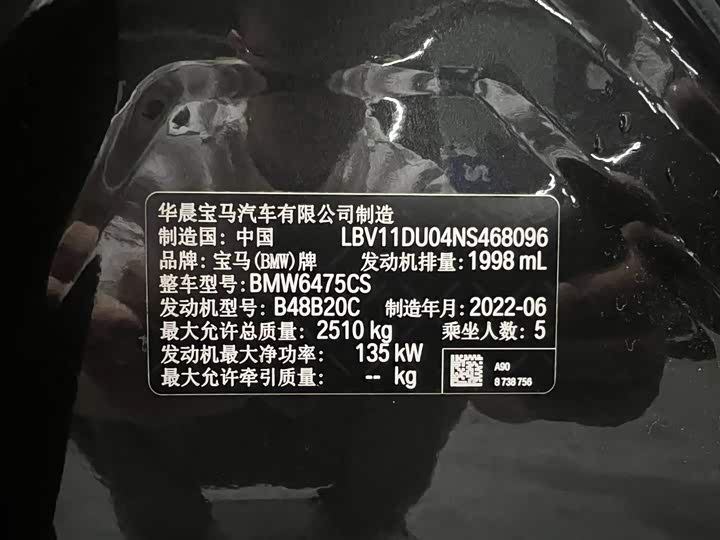 华晨宝马汽车有限公司制造
制造国: 中国 LBV11DU04NS468096
品牌: 宝马(BMW)牌 发动机排量: 1998 mL
整车型号: BMW6475CS
发动机型号: B48B20C 制造年月: 2022-06
最大允许总质量: 2510 kg 乘坐人数: 5
发动机最大净功率: 135 kW
最大允许牵引质量: -- kg
A90
8 738 756